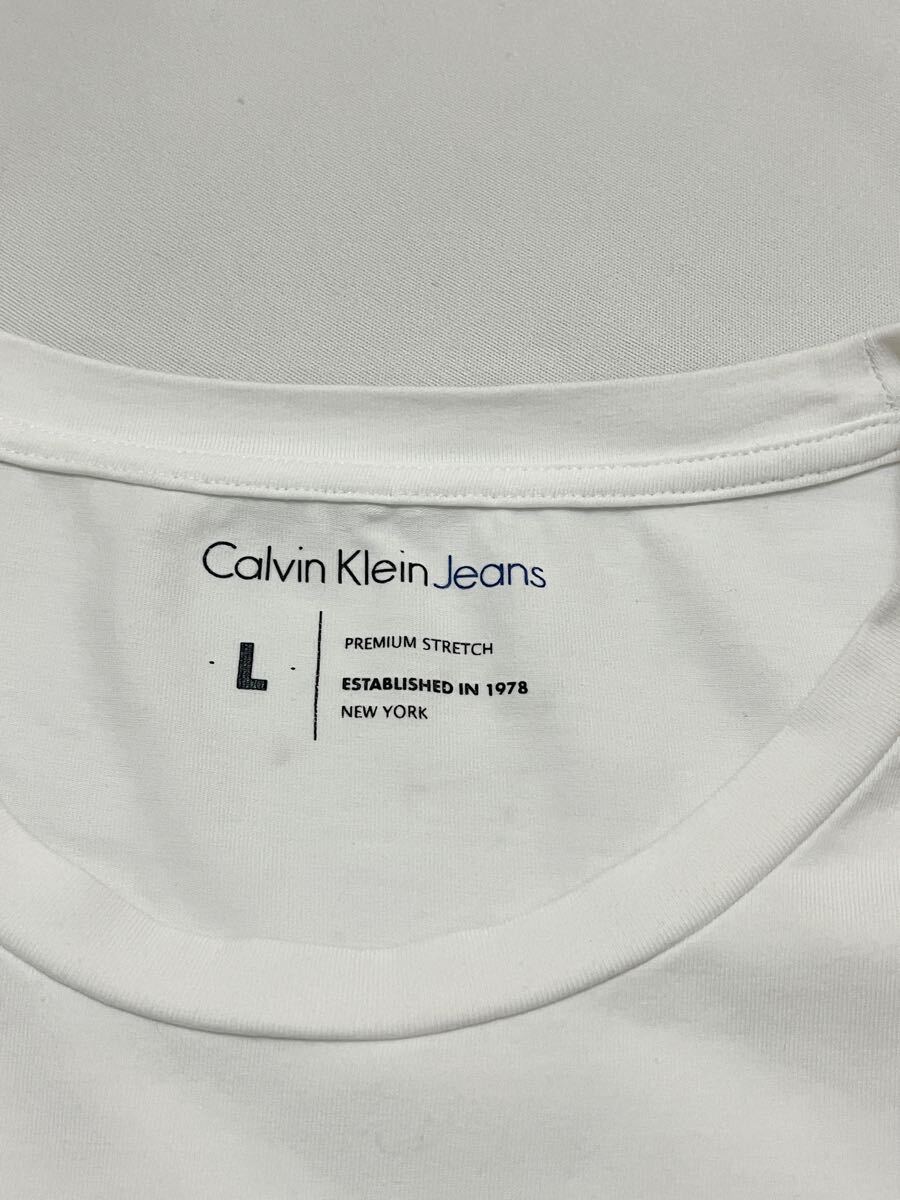 Calvin Klein Jeans
L
PREMIUM STRETCH
ESTABLISHED IN 1978
NEW YORK